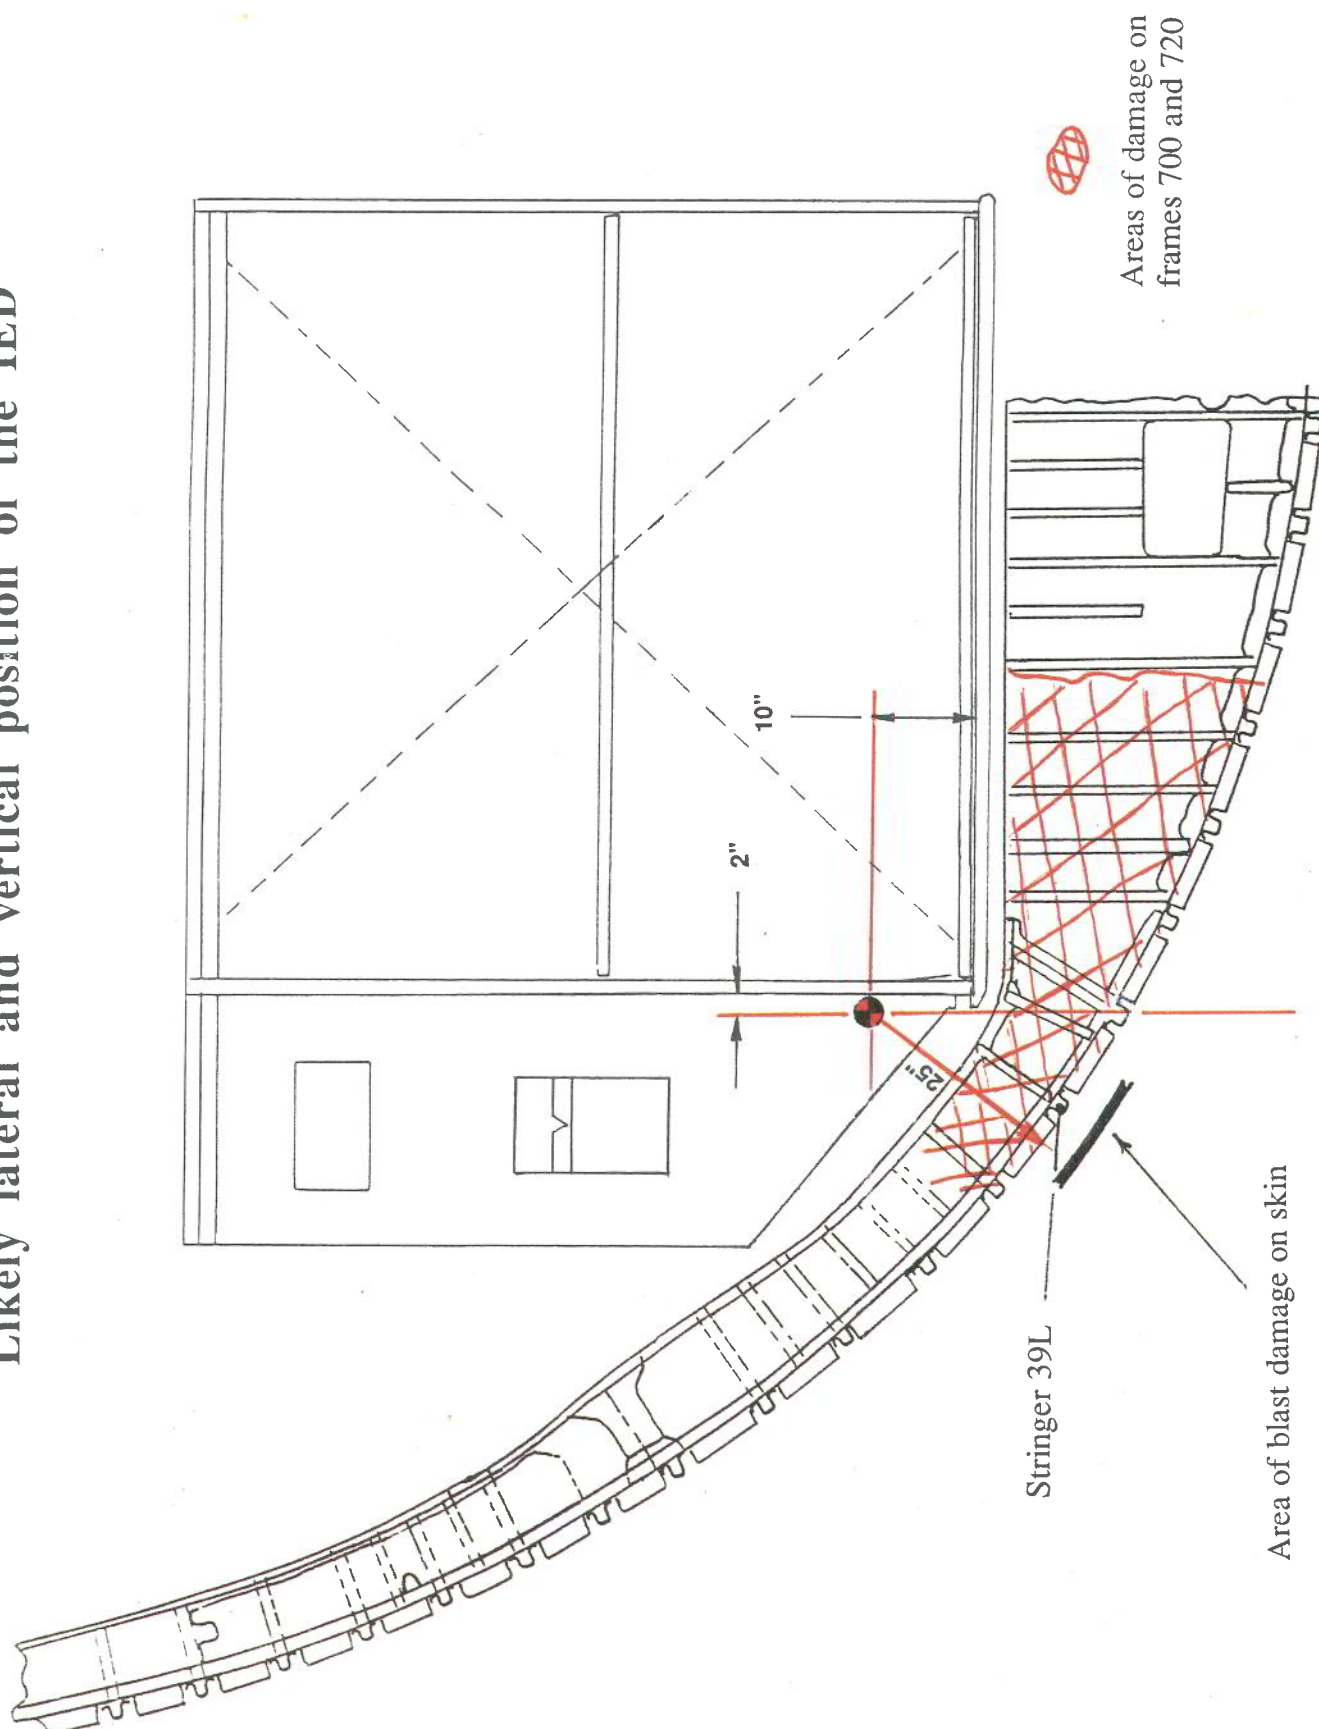 Likely lateral and vertical position of the IED
10"
2"
25"
Areas of damage on
frames 700 and 720
Stringer 39L
Area of blast damage on skin